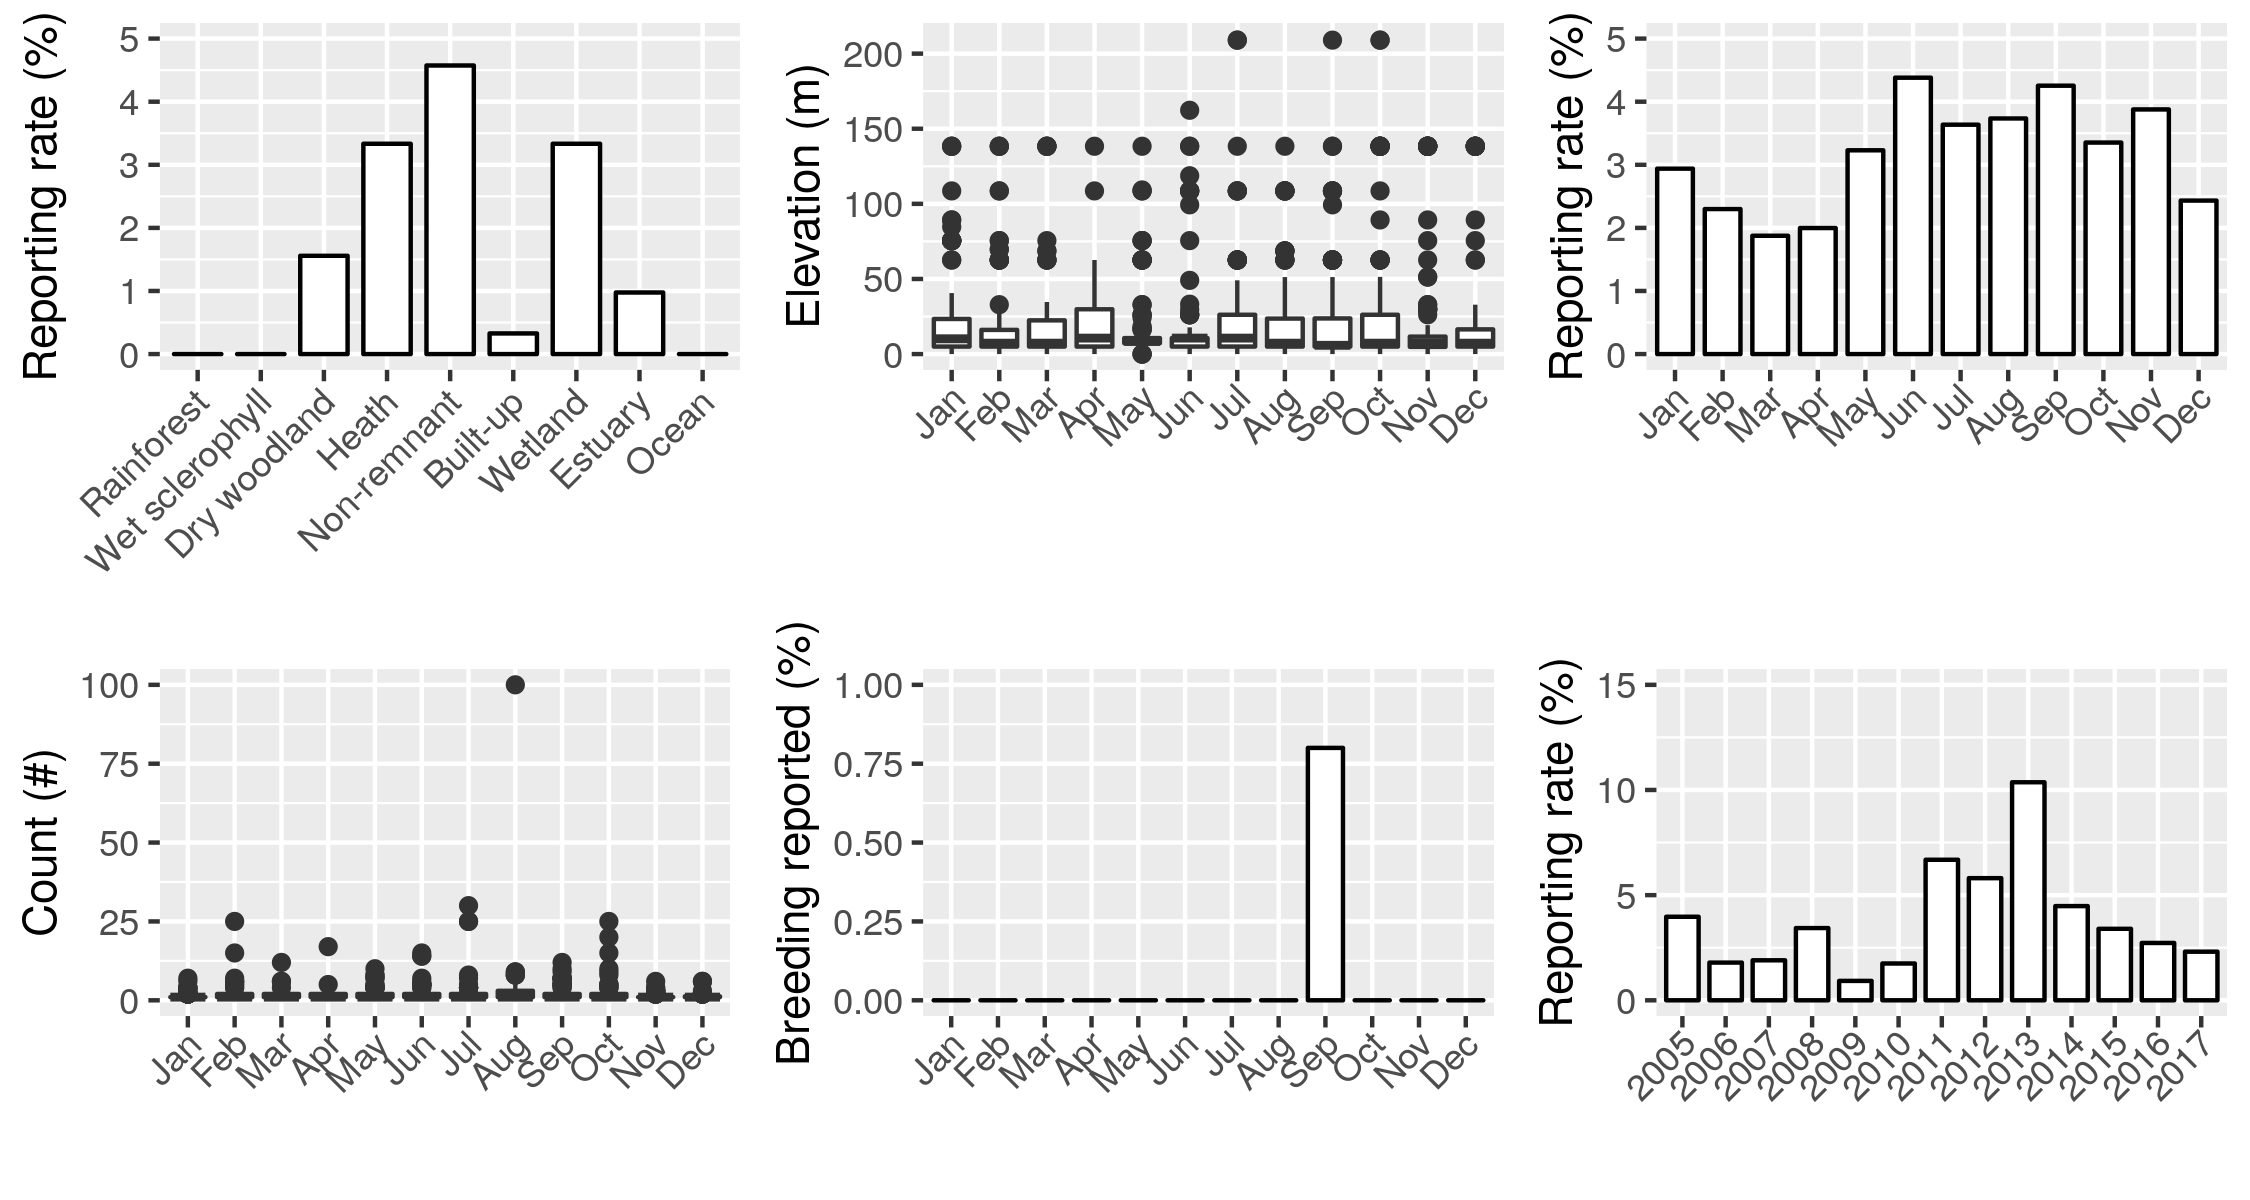 Reporting rate (%)
5
4
3
2
1
0
Rainforest
Wet sclerophyll
Dry woodland
Heath
Non-remnant
Built-up
Wetland
Estuary
Ocean
Elevation (m)
200
150
100
50
0
Jan
Feb
Mar
Apr
May
Jun
Jul
Aug
Sep
Oct
Nov
Dec
Reporting rate (%)
5
4
3
2
1
0
Jan
Feb
Mar
Apr
May
Jun
Jul
Aug
Sep
Oct
Nov
Dec
Count (#)
100
75
50
25
0
Jan
Feb
Mar
Apr
May
Jun
Jul
Aug
Sep
Oct
Nov
Dec
Breeding reported (%)
1.00
0.75
0.50
0.25
0.00
Jan
Feb
Mar
Apr
May
Jun
Jul
Aug
Sep
Oct
Nov
Dec
Reporting rate (%)
15
10
5
0
2005
2006
2007
2008
2009
2010
2011
2012
2013
2014
2015
2016
2017